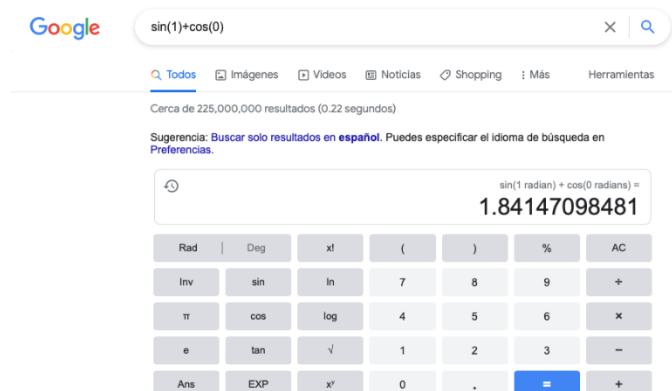 Google
sin(1)+cos(0)
Todos Imágenes Videos Noticias Shopping Más Herramientas
Cerca de 225,000,000 resultados (0.22 segundos)
Sugerencia: Buscar solo resultados en español. Puedes especificar el idioma de búsqueda en
Preferencias.
sin(1 radian) + cos(0 radians) =
1.84147098481
Rad | Deg x! ( ) % AC
Inv sin ln 7 8 9 ÷
π cos log 4 5 6 ×
e tan √ 1 2 3 −
Ans EXP xʸ 0 . = +